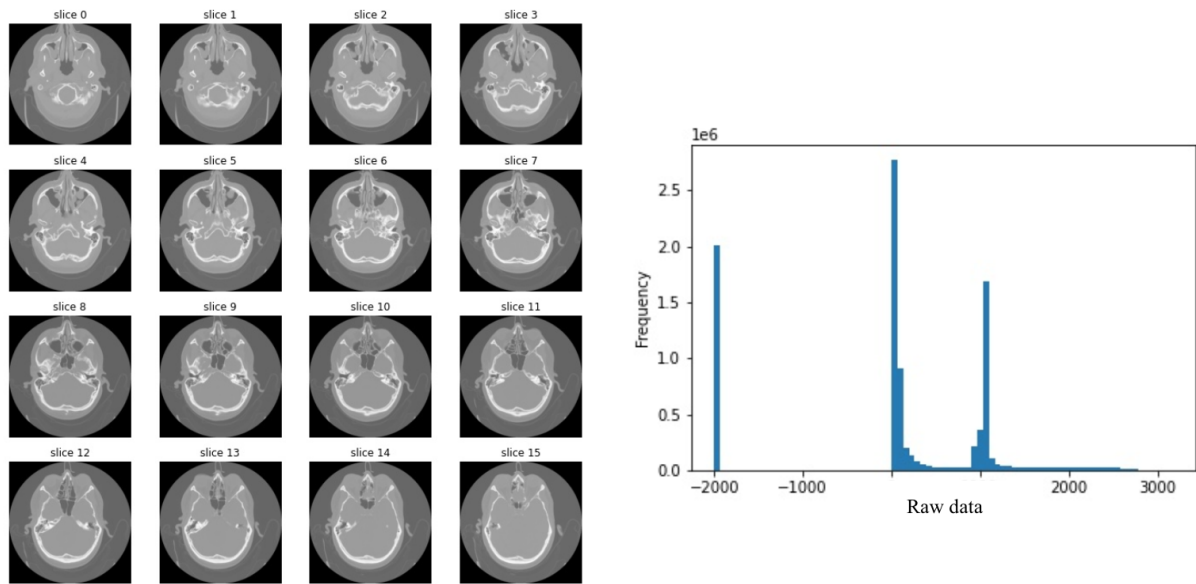 slice 0
slice 1
slice 2
slice 3
slice 4
slice 5
slice 6
slice 7
slice 8
slice 9
slice 10
slice 11
slice 12
slice 13
slice 14
slice 15
1e6
2.5
2.0
1.5
1.0
0.5
0.0
Frequency
−2000
−1000
2000
3000
Raw data